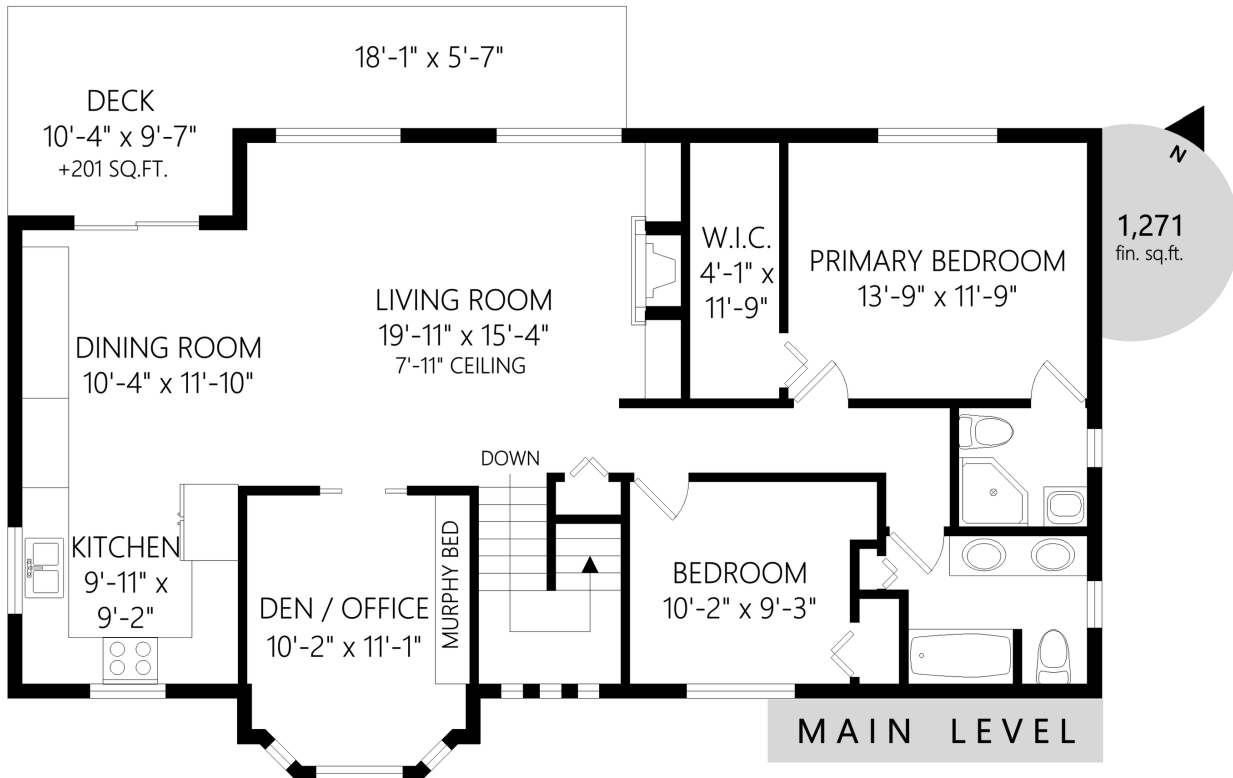 18'-1" x 5'-7"
DECK
10'-4" x 9'-7"
+201 SQ.FT.
N
1,271
fin. sq.ft.
W.I.C.
4'-1" x
11'-9"
PRIMARY BEDROOM
13'-9" x 11'-9"
LIVING ROOM
19'-11" x 15'-4"
7'-11" CEILING
DINING ROOM
10'-4" x 11'-10"
DOWN
KITCHEN
9'-11" x
9'-2"
DEN / OFFICE
10'-2" x 11'-1"
MURPHY BED
BEDROOM
10'-2" x 9'-3"
MAIN LEVEL